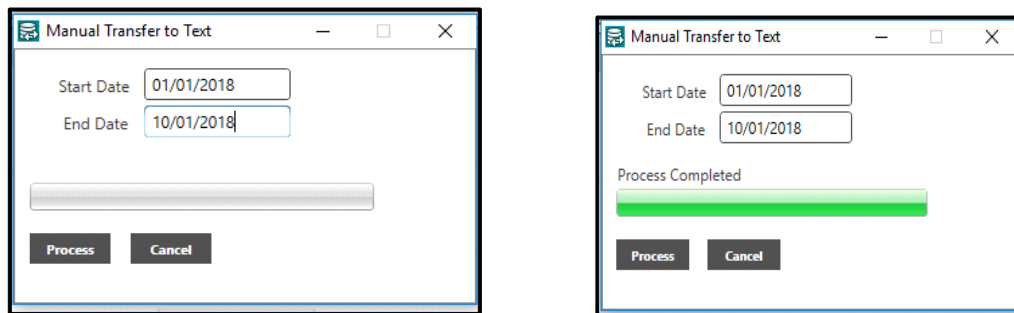 Manual Transfer to Text
Start Date 01/01/2018
End Date 10/01/2018
Process Cancel
Manual Transfer to Text
Start Date 01/01/2018
End Date 10/01/2018
Process Completed
Process Cancel